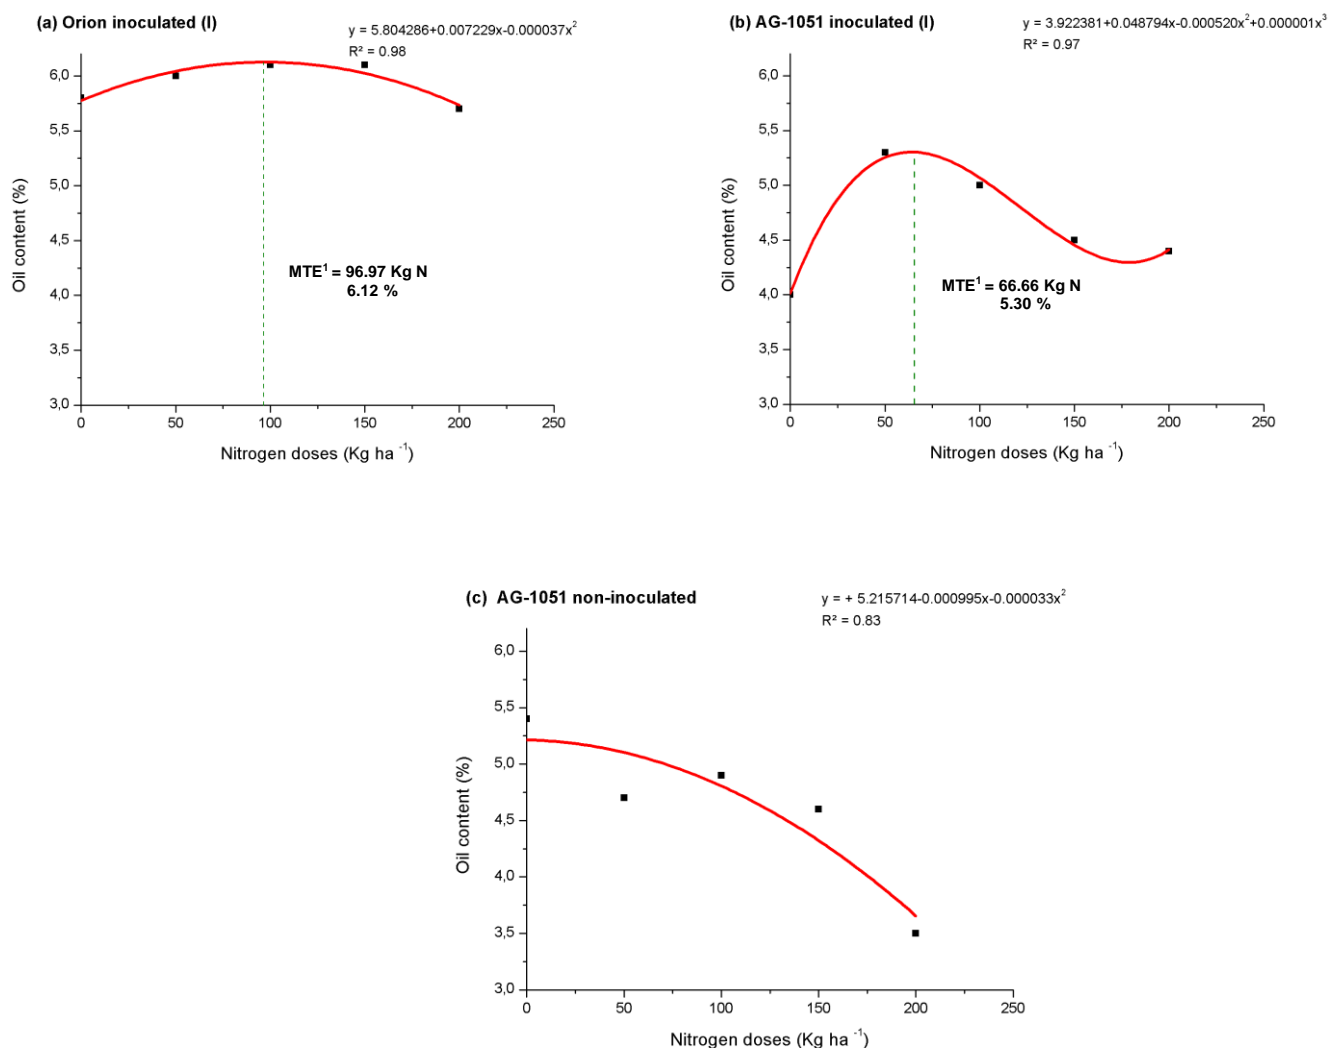 (a) Orion inoculated (I)
y = 5.804286+0.007229x-0.000037x²
R² = 0.98
6,0
5,5
5,0
4,5
4,0
3,5
3,0
Oil content (%)
MTE¹ = 96.97 Kg N
6.12 %
0 50 100 150 200 250
Nitrogen doses (Kg ha ⁻¹)
(b) AG-1051 inoculated (I)
y = 3.922381+0.048794x-0.000520x²+0.000001x³
R² = 0.97
6,0
5,5
5,0
4,5
4,0
3,5
3,0
Oil content (%)
MTE¹ = 66.66 Kg N
5.30 %
0 50 100 150 200 250
Nitrogen doses (Kg ha ⁻¹)
(c) AG-1051 non-inoculated
y = + 5.215714-0.000995x-0.000033x²
R² = 0.83
6,0
5,5
5,0
4,5
4,0
3,5
3,0
Oil content (%)
0 50 100 150 200 250
Nitrogen doses (Kg ha ⁻¹)